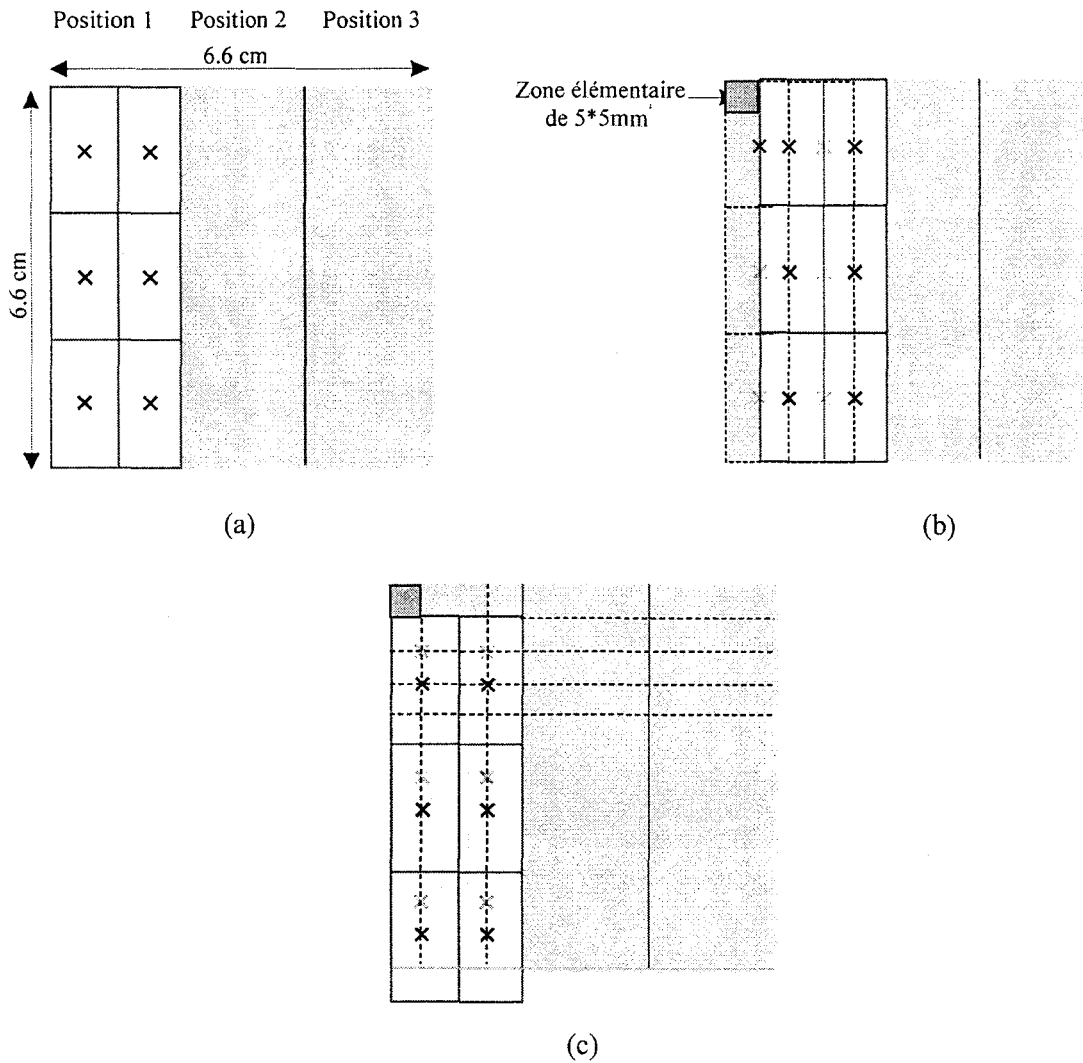 Position 1 Position 2 Position 3
6.6 cm
6.6 cm
Zone élémentaire
de 5*5mm
(a)
(b)
(c)